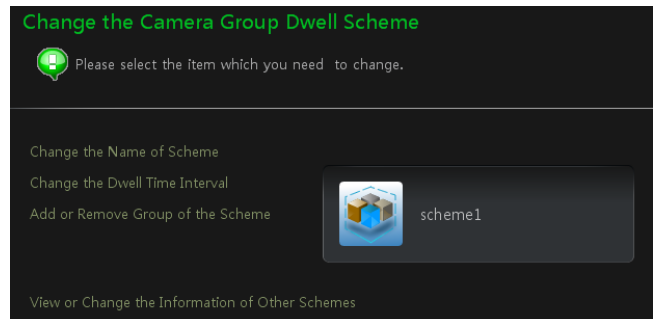 Change the Camera Group Dwell Scheme
Please select the item which you need to change.
Change the Name of Scheme
Change the Dwell Time Interval
Add or Remove Group of the Scheme
scheme1
View or Change the Information of Other Schemes